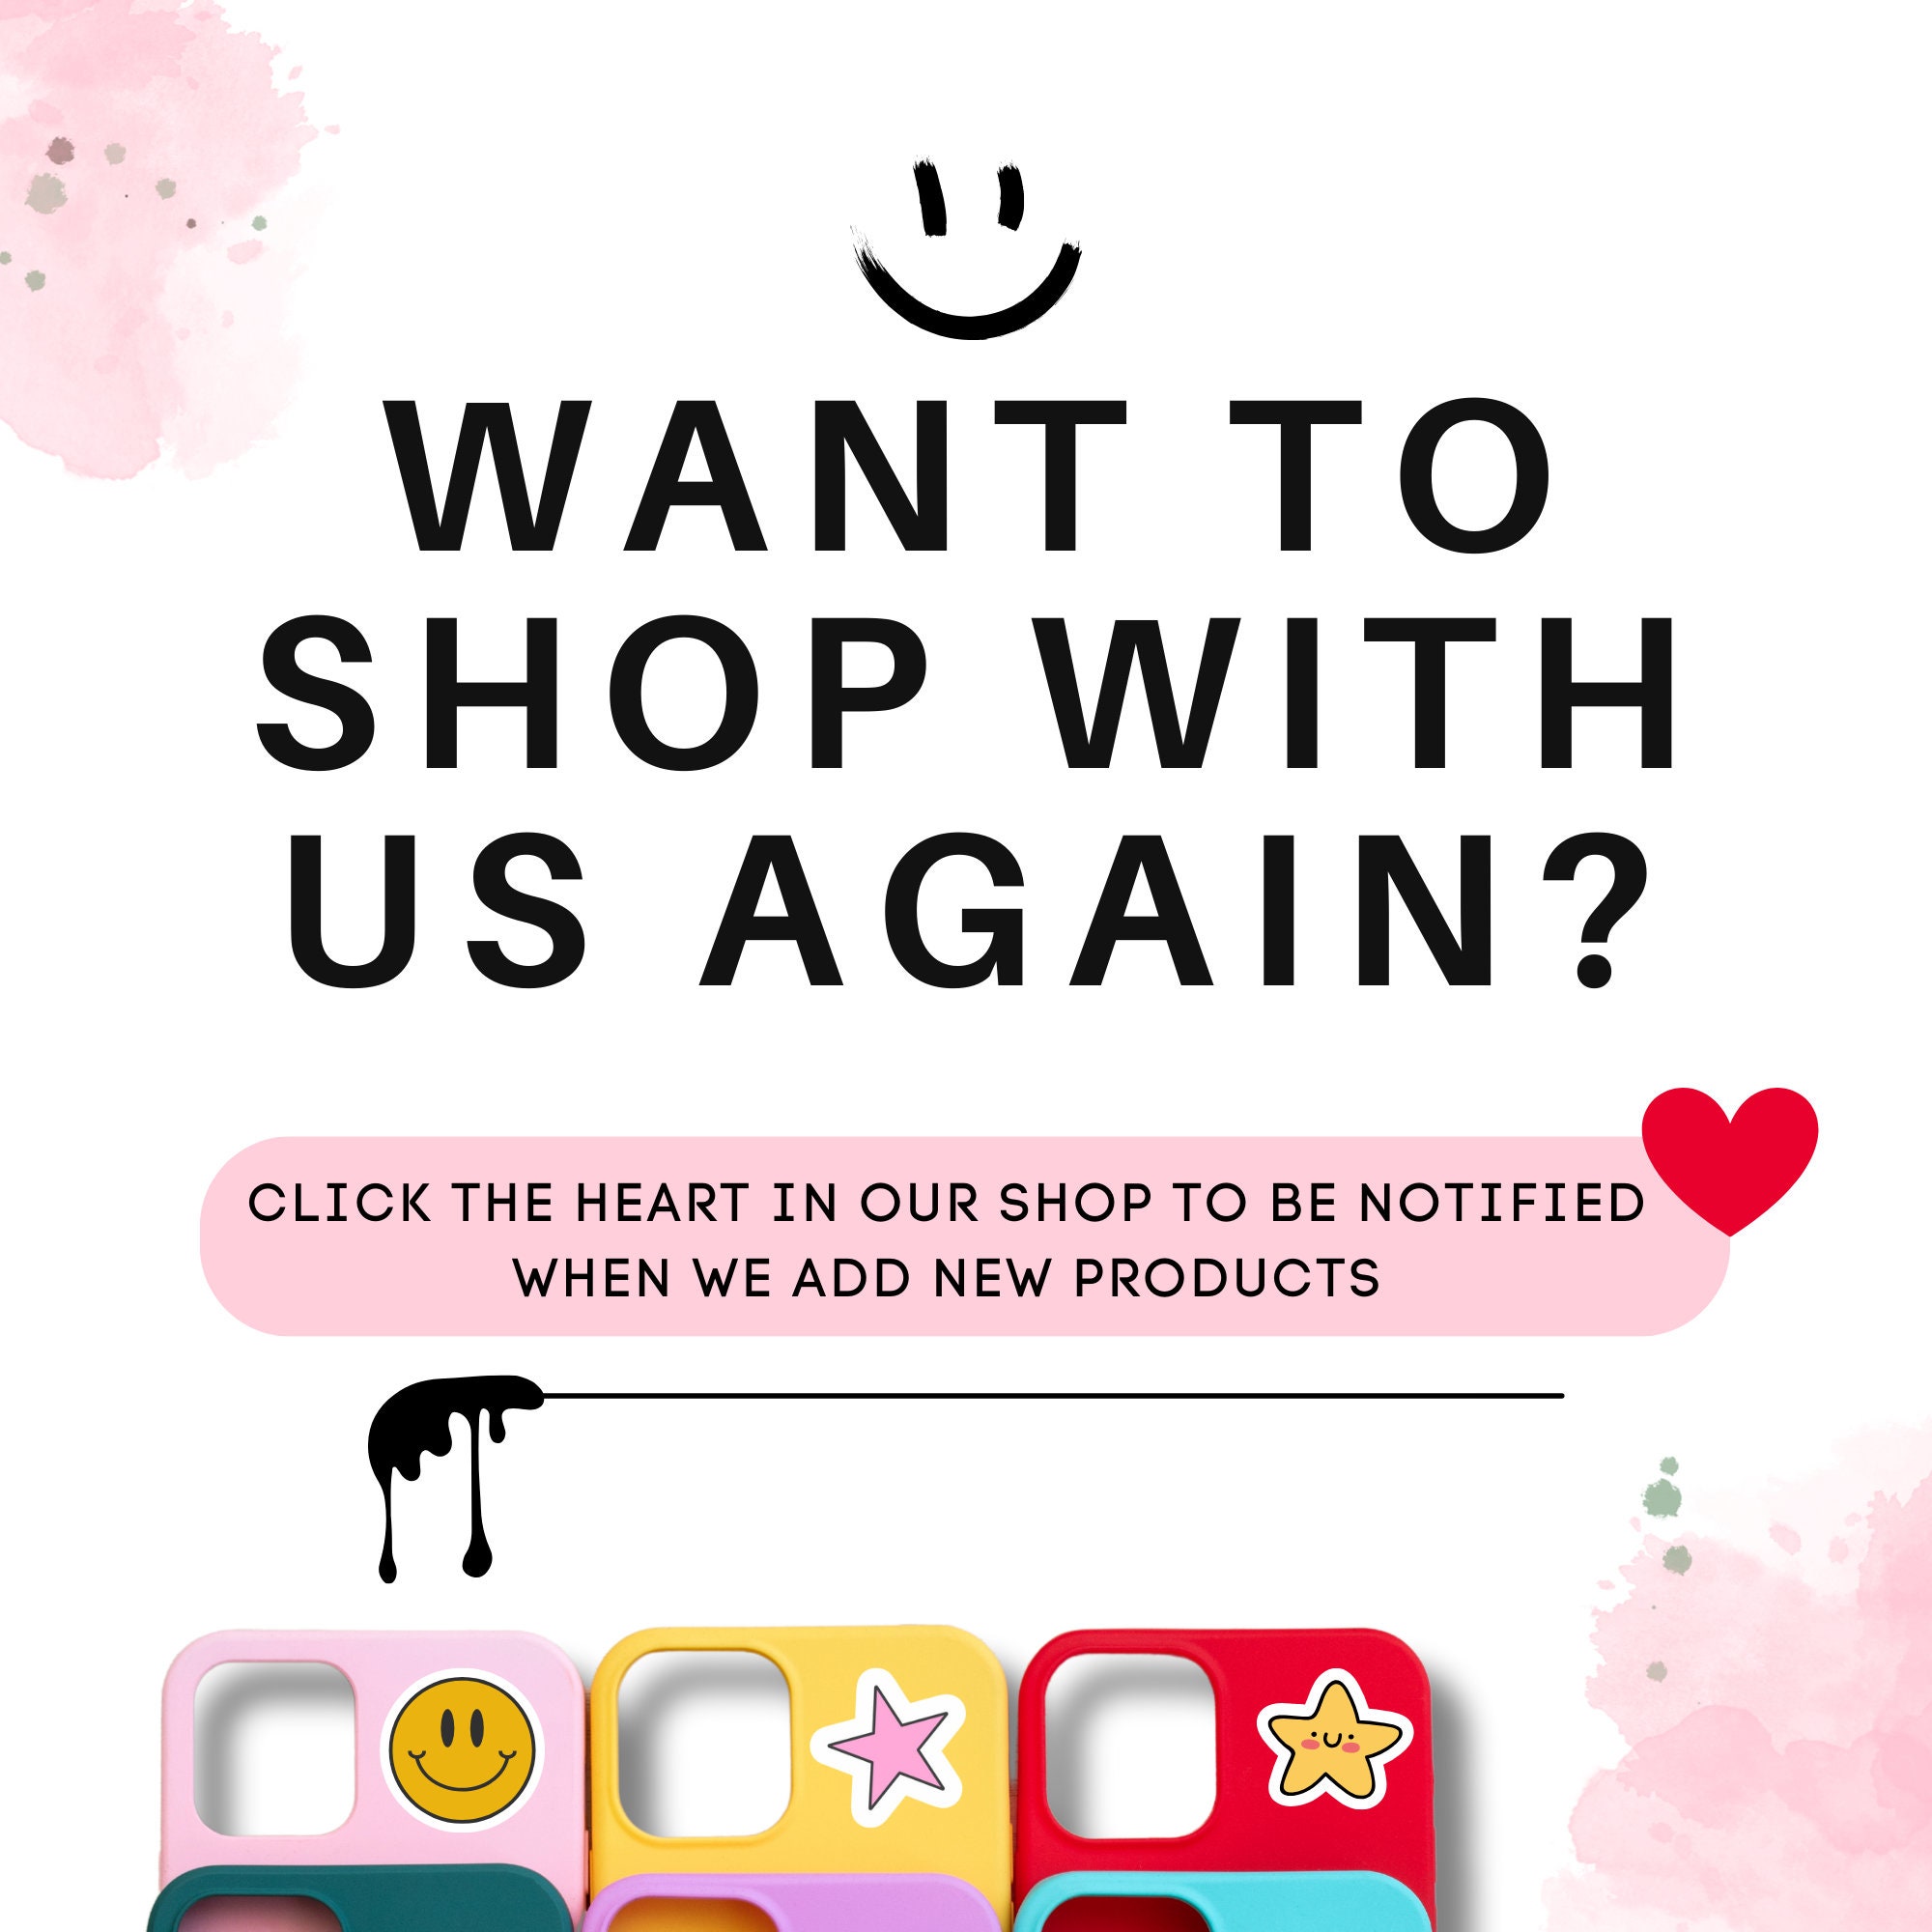 WANT TO
SHOP WITH
US AGAIN?
CLICK THE HEART IN OUR SHOP TO BE NOTIFIED
WHEN WE ADD NEW PRODUCTS